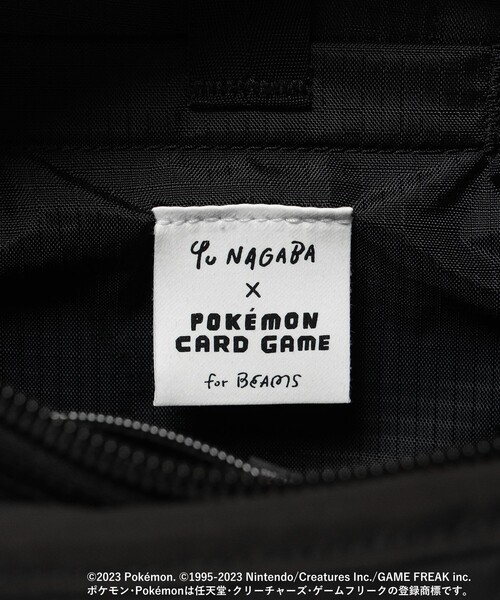 Yu NAGABA
×
POKÉMON
CARD GAME
for BEAMS
©2023 Pokémon. ©1995-2023 Nintendo/Creatures Inc./GAME FREAK inc.
ポケモン・Pokémonは任天堂・クリーチャーズ・ゲームフリークの登録商標です。